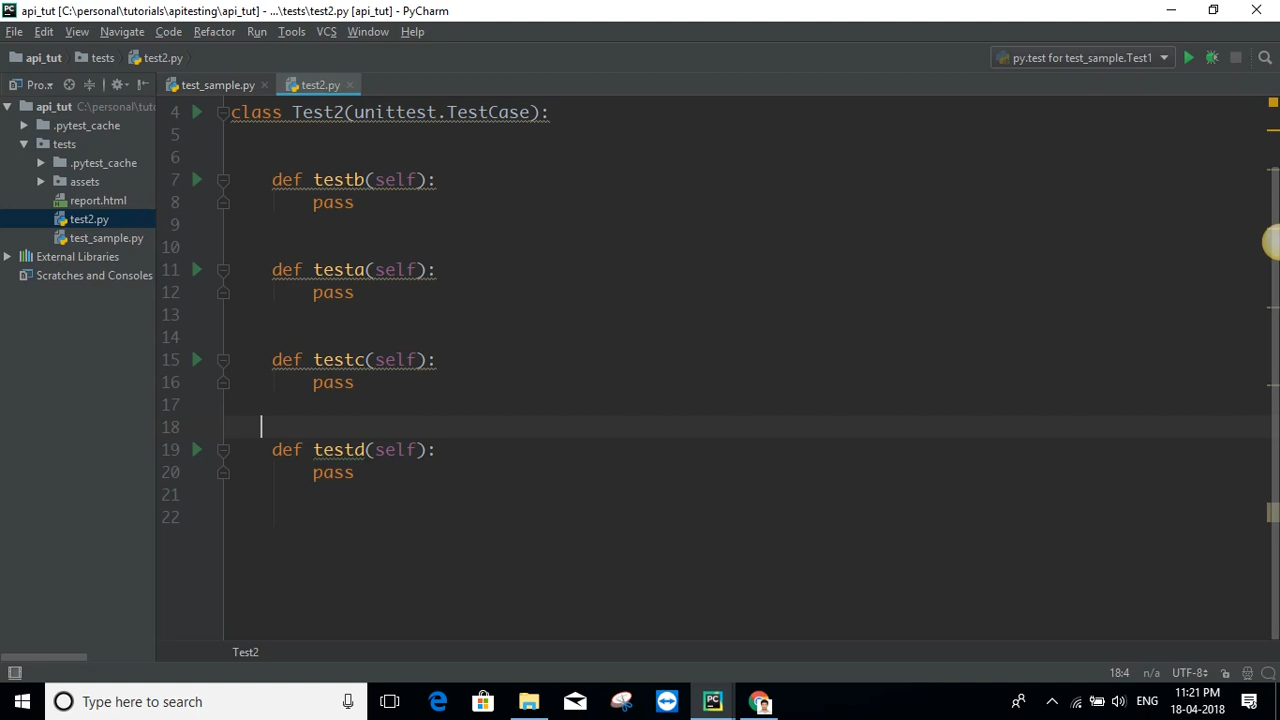 api_tut [C:\personal\tutorials\apitesting\api_tut] - ...\tests\test2.py [api_tut] - PyCharm
File Edit View Navigate Code Refactor Run Tools VCS Window Help
api_tut tests test2.py py.test for test_sample.Test1
Pro... test_sample.py test2.py
api_tut C:\personal\tuto
.pytest_cache
tests
.pytest_cache
assets
report.html
test2.py
test_sample.py
External Libraries
Scratches and Consoles
4 class Test2(unittest.TestCase):
5
6
7 def testb(self):
8 pass
9
10
11 def testa(self):
12 pass
13
14
15 def testc(self):
16 pass
17
18
19 def testd(self):
20 pass
21
22
Test2
18:4 n/a UTF-8
Type here to search
ENG
11:21 PM
18-04-2018